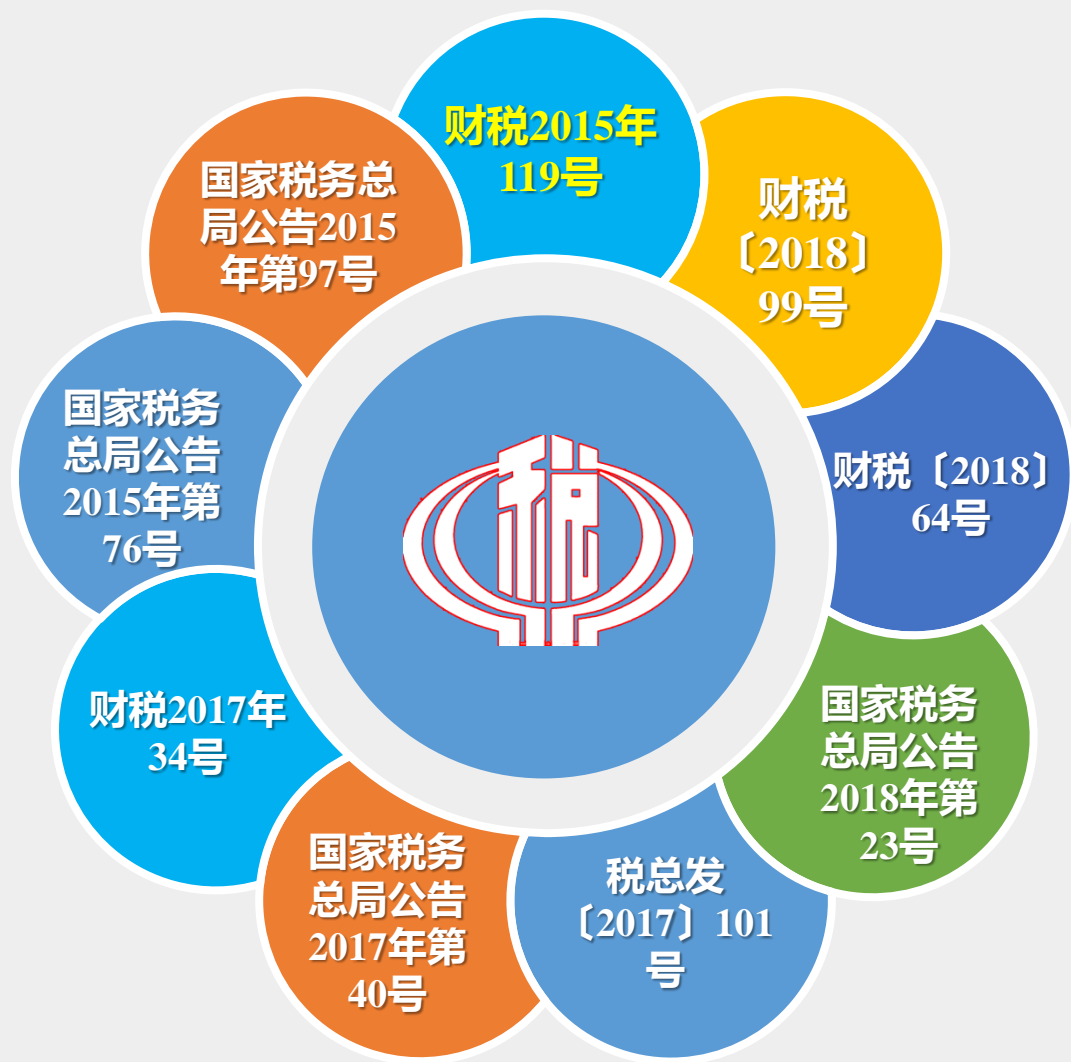 财税2015年
119号
财税
〔2018〕
99号
财税〔2018〕
64号
国家税务
总局公告
2018年第
23号
税总发
〔2017〕101
号
国家税务
总局公告
2017年第
40号
财税2017年
34号
国家税务
总局公告
2015年第
76号
国家税务总
局公告2015
年第97号
税